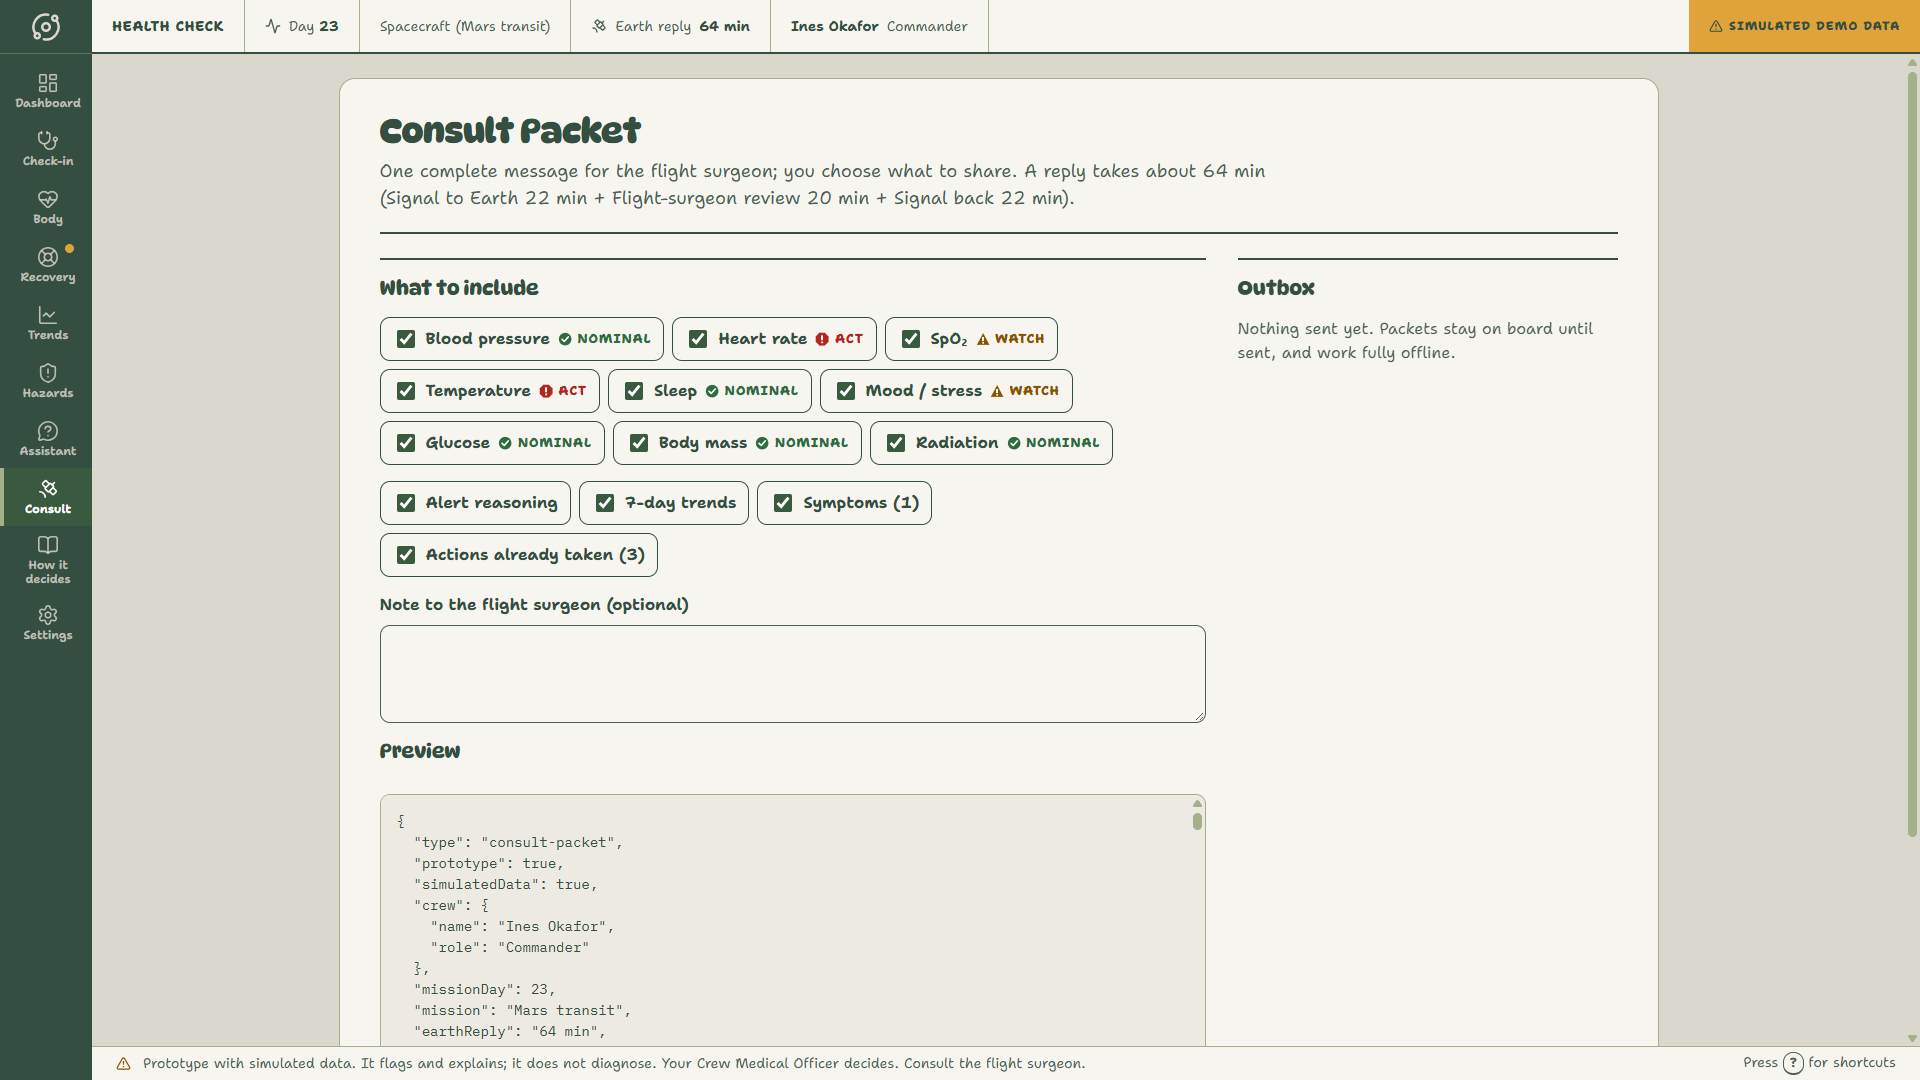 HEALTH CHECK
Day 23
Spacecraft (Mars transit)
Earth reply 64 min
Ines Okafor Commander
SIMULATED DEMO DATA
Dashboard
Check-in
Body
Recovery
Trends
Hazards
Assistant
Consult
How it
decides
Settings
Consult Packet
One complete message for the flight surgeon; you choose what to share. A reply takes about 64 min
(Signal to Earth 22 min + Flight-surgeon review 20 min + Signal back 22 min).
What to include
Blood pressure NOMINAL
Heart rate ACT
SpO₂ WATCH
Temperature ACT
Sleep NOMINAL
Mood / stress WATCH
Glucose NOMINAL
Body mass NOMINAL
Radiation NOMINAL
Alert reasoning
7-day trends
Symptoms (1)
Actions already taken (3)
Note to the flight surgeon (optional)
Preview
{
"type": "consult-packet",
"prototype": true,
"simulatedData": true,
"crew": {
"name": "Ines Okafor",
"role": "Commander"
},
"missionDay": 23,
"mission": "Mars transit",
"earthReply": "64 min",
Outbox
Nothing sent yet. Packets stay on board until
sent, and work fully offline.
Prototype with simulated data. It flags and explains; it does not diagnose. Your Crew Medical Officer decides. Consult the flight surgeon.
Press ? for shortcuts